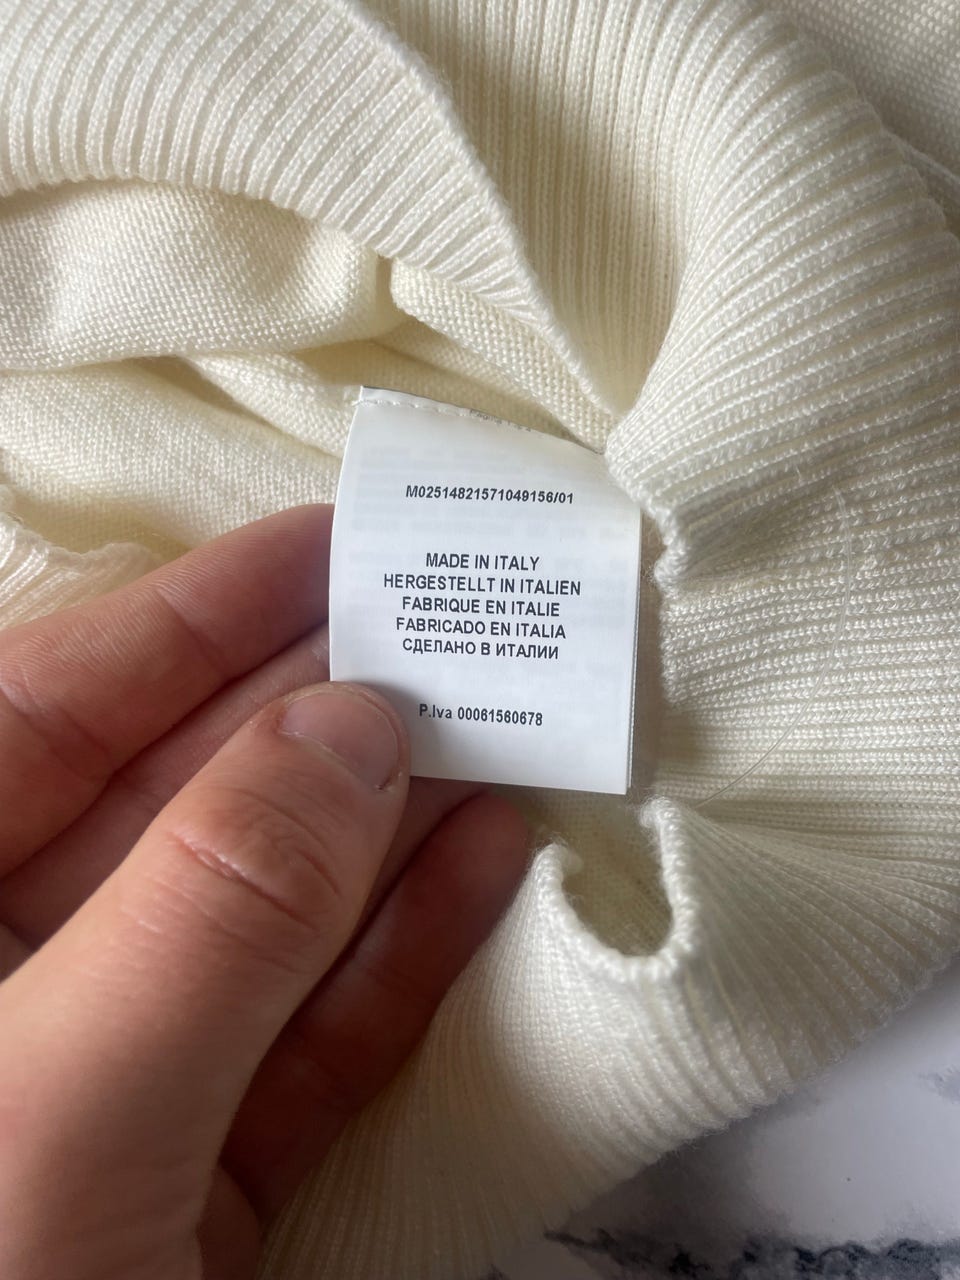 M02514821571049156/01
MADE IN ITALY
HERGESTELLT IN ITALIEN
FABRIQUE EN ITALIE
FABRICADO EN ITALIA
СДЕЛАНО В ИТАЛИИ
P.Iva 00061560678